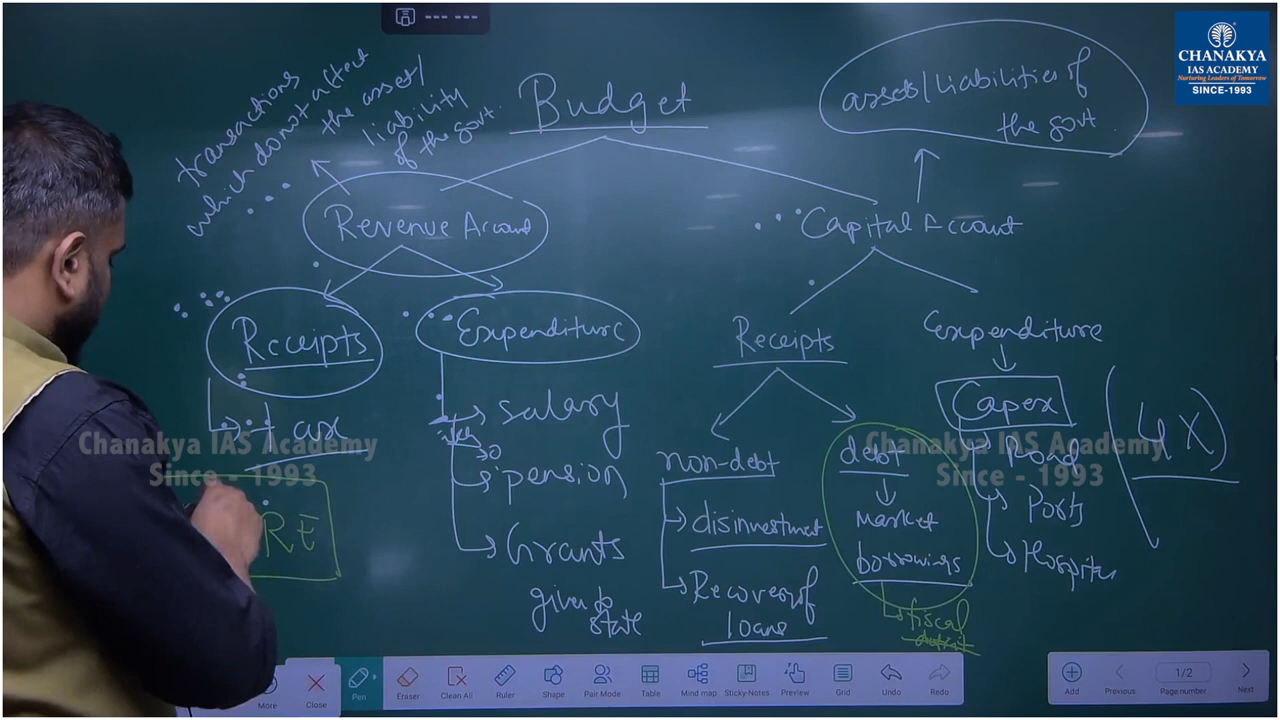 CHANAKYA
IAS ACADEMY
Nurturing Leaders of Tomorrow
SINCE-1993
Budget
transactions
which do not affect
the asset/
liability
of the govt.
assets/liabilities of
the govt.
Revenue Account
Capital Account
Receipts
Expenditure
Receipts
Expenditure
tax
salary
pension
Grants
given to
state
non-debt
disinvestment
Recovery of
loans
debt
market
borrowings
fiscal
Capex
Road
Ports
4X
RE
Chanakya IAS Academy
Since - 1993
Chanakya IAS Academy
Since - 1993
More
Close
Pen
Eraser
Clean All
Ruler
Shape
Pair Mode
Table
Mind map
Sticky-Notes
Preview
Grid
Undo
Redo
Add
Previous
1/2
Page number
Next